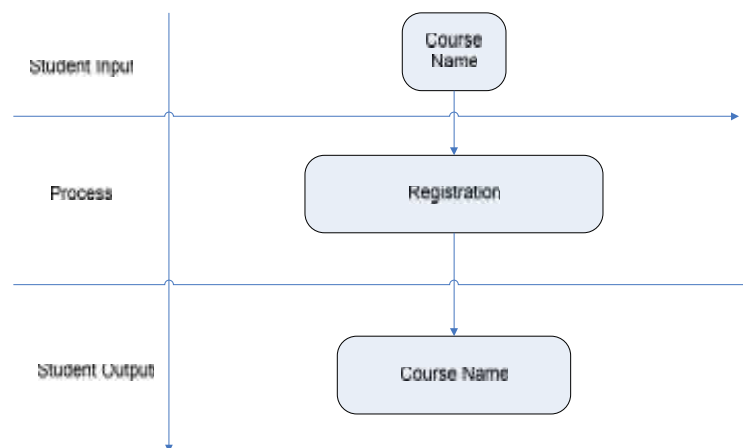 Course
Name
Student Input
Process
Registration
Student Output
Course Name